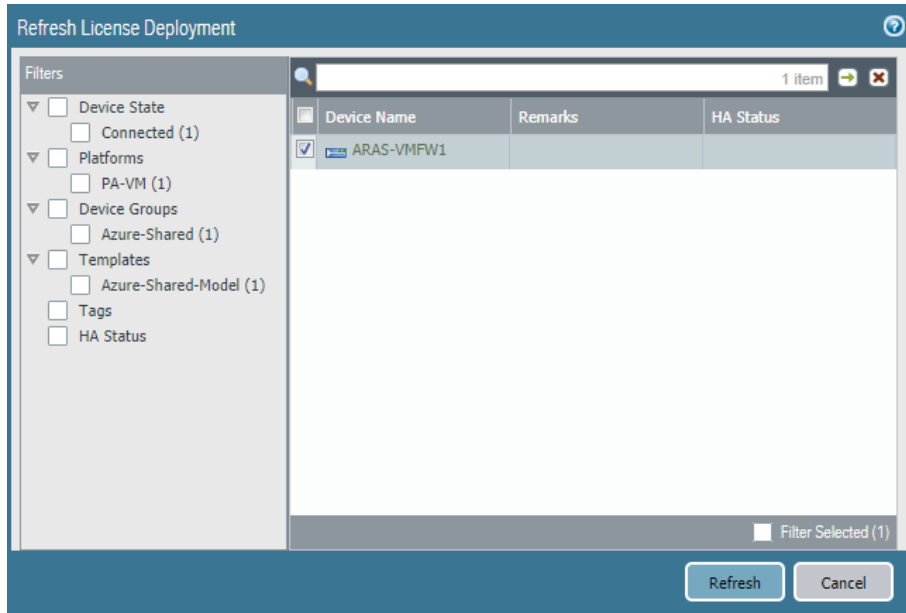 Refresh License Deployment
Filters
Device State
Connected (1)
Platforms
PA-VM (1)
Device Groups
Azure-Shared (1)
Templates
Azure-Shared-Model (1)
Tags
HA Status
1 item
Device Name Remarks HA Status
ARAS-VMFW1
Filter Selected (1)
Refresh Cancel